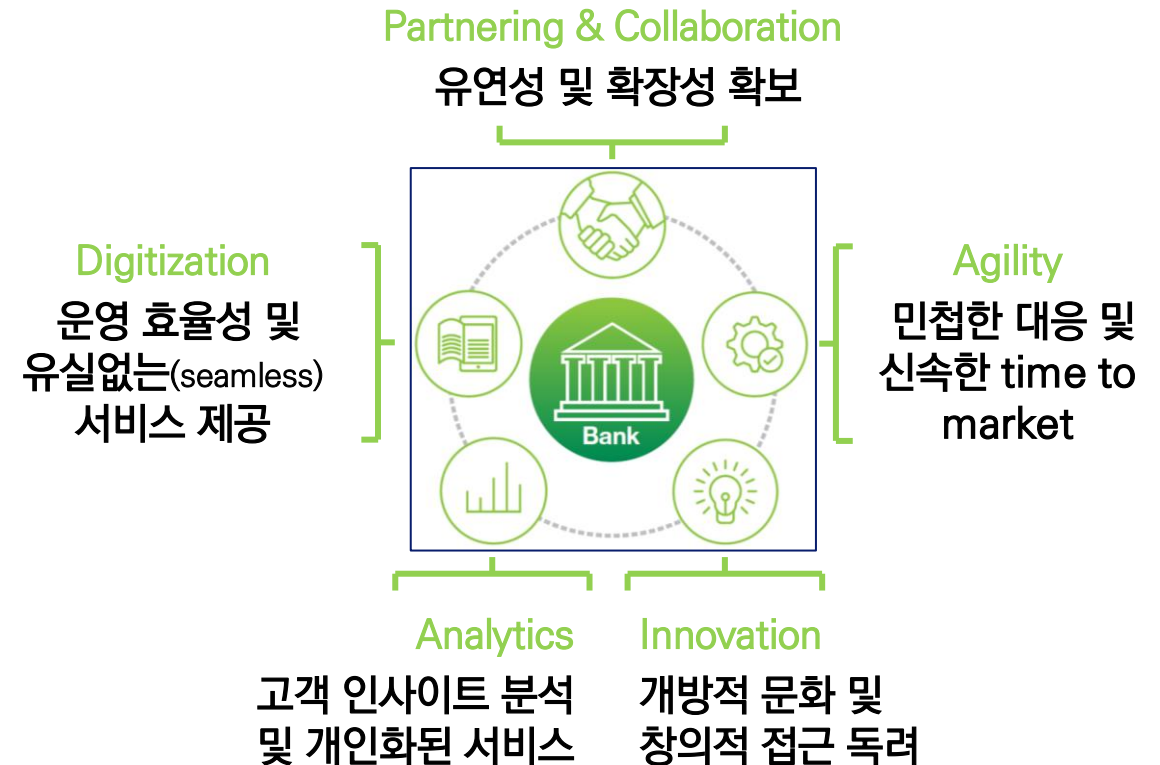 Partnering & Collaboration
유연성 및 확장성 확보
Digitization
운영 효율성 및
유실없는(seamless)
서비스 제공
Agility
민첩한 대응 및
신속한 time to
market
Bank
Analytics
고객 인사이트 분석
및 개인화된 서비스
Innovation
개방적 문화 및
창의적 접근 독려